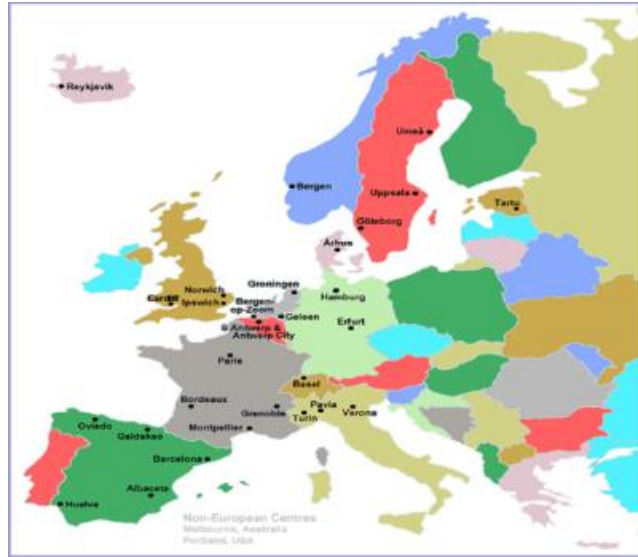 Reykjavik
Umeå
Bergen
Uppsala
Tartu
Göteborg
Århus
Groningen
Hamburg
Norwich
Cardiff
Ipswich
Bergen-
op-Zoom
Geleen
Erfurt
Antwerp &
Antwerp City
Paris
Basel
Bordeaux
Grenoble
Pavia
Verona
Turin
Montpellier
Oviedo
Galdakao
Barcelona
Albacete
Huelva
Non-European Centres
Melbourne, Australia
Portland, USA